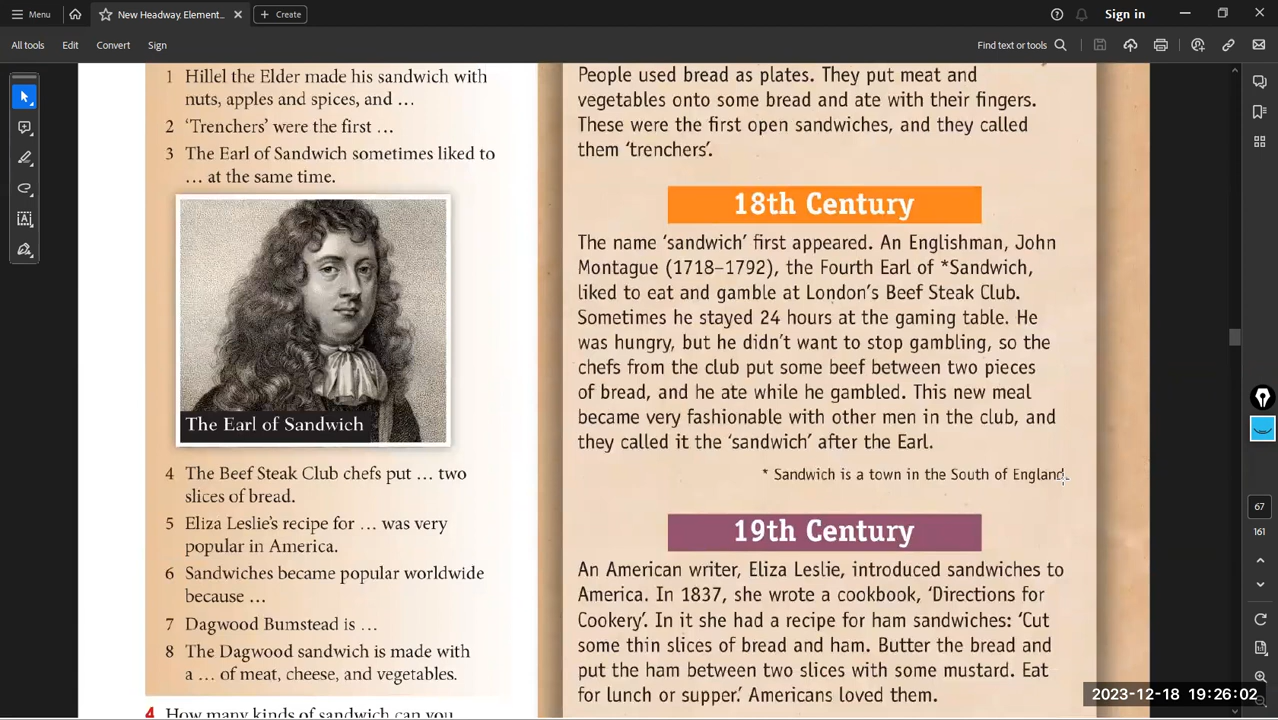 Menu
New Headway. Element...
Create
Sign in
All tools
Edit
Convert
Sign
Find text or tools
1 Hillel the Elder made his sandwich with
nuts, apples and spices, and …
2 ‘Trenchers’ were the first …
3 The Earl of Sandwich sometimes liked to
… at the same time.
The Earl of Sandwich
4 The Beef Steak Club chefs put … two
slices of bread.
5 Eliza Leslie’s recipe for … was very
popular in America.
6 Sandwiches became popular worldwide
because …
7 Dagwood Bumstead is …
8 The Dagwood sandwich is made with
a … of meat, cheese, and vegetables.
4 How many kinds of sandwich can you
People used bread as plates. They put meat and
vegetables onto some bread and ate with their fingers.
These were the first open sandwiches, and they called
them ‘trenchers’.
18th Century
The name ‘sandwich’ first appeared. An Englishman, John
Montague (1718–1792), the Fourth Earl of *Sandwich,
liked to eat and gamble at London’s Beef Steak Club.
Sometimes he stayed 24 hours at the gaming table. He
was hungry, but he didn’t want to stop gambling, so the
chefs from the club put some beef between two pieces
of bread, and he ate while he gambled. This new meal
became very fashionable with other men in the club, and
they called it the ‘sandwich’ after the Earl.
* Sandwich is a town in the South of England.
19th Century
An American writer, Eliza Leslie, introduced sandwiches to
America. In 1837, she wrote a cookbook, ‘Directions for
Cookery’. In it she had a recipe for ham sandwiches: ‘Cut
some thin slices of bread and ham. Butter the bread and
put the ham between two slices with some mustard. Eat
for lunch or supper.’ Americans loved them.
67
161
2023-12-18 19:26:02